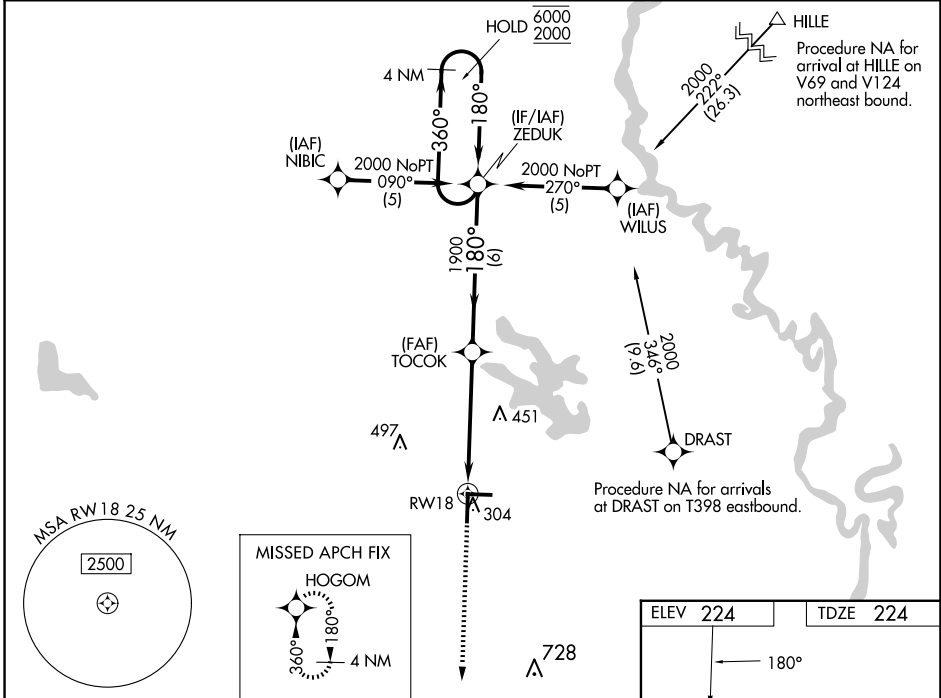 HOLD 6000
2000
HILLE
4 NM
Procedure NA for
arrival at HILLE on
V69 and V124
northeast bound.
2000
222°
(26.3)
360°
180°
(IF/IAF)
ZEDUK
(IAF)
NIBIC
2000 NoPT
090°
(5)
2000 NoPT
270°
(5)
(IAF)
WILUS
1900
180°
(6)
(FAF)
TOCOK
2000
346°
(9.6)
451
497
DRAST
Procedure NA for arrivals
at DRAST on T398 eastbound.
RW18
304
MSA RW18 25 NM
2500
MISSED APCH FIX
HOGOM
360°
180°
4 NM
728
ELEV 224
TDZE 224
180°